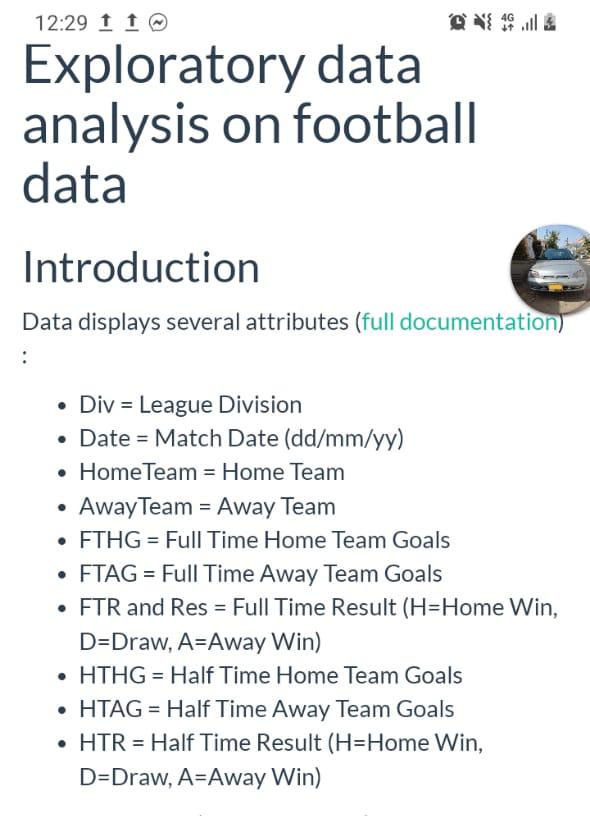 12:29
4G
Exploratory data
analysis on football
data
Introduction
Data displays several attributes (full documentation)
:
• Div = League Division
• Date = Match Date (dd/mm/yy)
• HomeTeam = Home Team
• AwayTeam = Away Team
• FTHG = Full Time Home Team Goals
• FTAG = Full Time Away Team Goals
• FTR and Res = Full Time Result (H=Home Win,
D=Draw, A=Away Win)
• HTHG = Half Time Home Team Goals
• HTAG = Half Time Away Team Goals
• HTR = Half Time Result (H=Home Win,
D=Draw, A=Away Win)